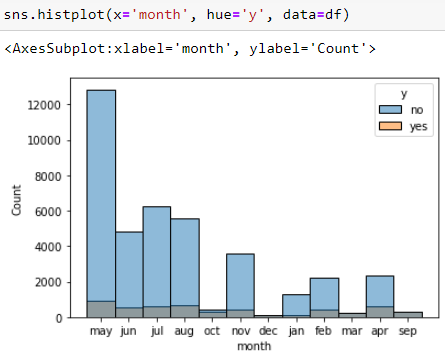 sns.histplot(x='month', hue='y', data=df)
<AxesSubplot:xlabel='month', ylabel='Count'>
y
no
yes
12000
10000
8000
6000
4000
2000
0
Count
may jun jul aug oct nov dec jan feb mar apr sep
month